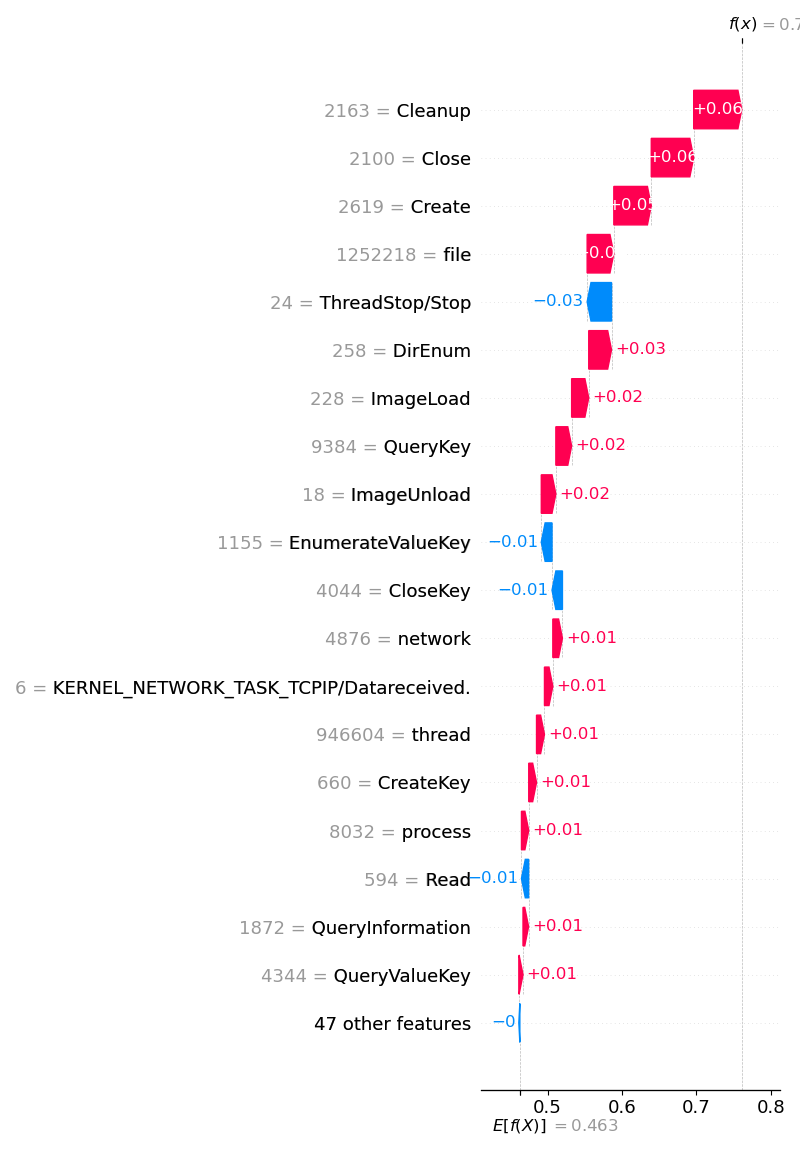 f(x) = 0.7
2163 = Cleanup +0.06
2100 = Close +0.06
2619 = Create +0.05
1252218 = file
24 = ThreadStop/Stop −0.03
258 = DirEnum +0.03
228 = ImageLoad +0.02
9384 = QueryKey +0.02
18 = ImageUnload +0.02
1155 = EnumerateValueKey −0.01
4044 = CloseKey −0.01
4876 = network +0.01
6 = KERNEL_NETWORK_TASK_TCPIP/Datareceived. +0.01
946604 = thread +0.01
660 = CreateKey +0.01
8032 = process +0.01
594 = Read −0.01
1872 = QueryInformation +0.01
4344 = QueryValueKey +0.01
47 other features −0
0.5 0.6 0.7 0.8
E[f(X)] = 0.463